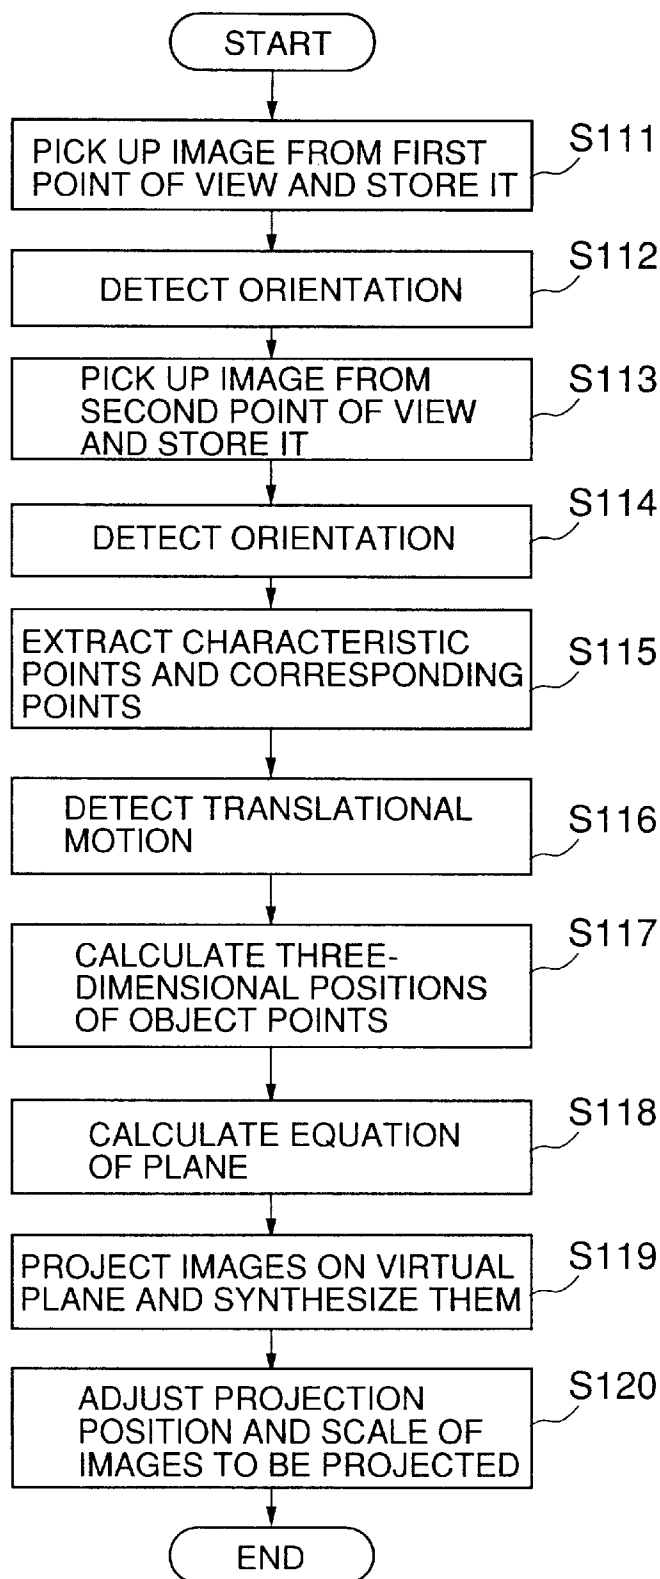 START
PICK UP IMAGE FROM FIRST
POINT OF VIEW AND STORE IT
S111
DETECT ORIENTATION
S112
PICK UP IMAGE FROM
SECOND POINT OF VIEW
AND STORE IT
S113
DETECT ORIENTATION
S114
EXTRACT CHARACTERISTIC
POINTS AND CORRESPONDING
POINTS
S115
DETECT TRANSLATIONAL
MOTION
S116
CALCULATE THREE-
DIMENSIONAL POSITIONS
OF OBJECT POINTS
S117
CALCULATE EQUATION
OF PLANE
S118
PROJECT IMAGES ON VIRTUAL
PLANE AND SYNTHESIZE THEM
S119
ADJUST PROJECTION
POSITION AND SCALE OF
IMAGES TO BE PROJECTED
S120
END